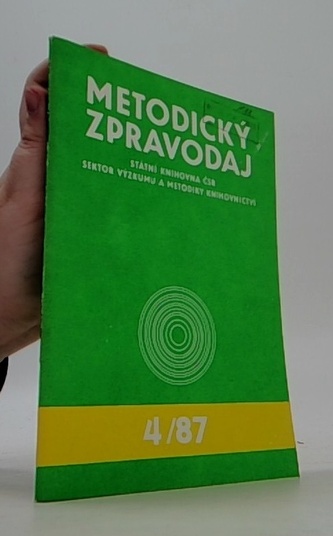 METODICKÝ
ZPRAVODAJ
STÁTNÍ KNIHOVNA ČSR
SEKTOR VÝZKUMU A METODIKY KNIHOVNICTVÍ
4/87